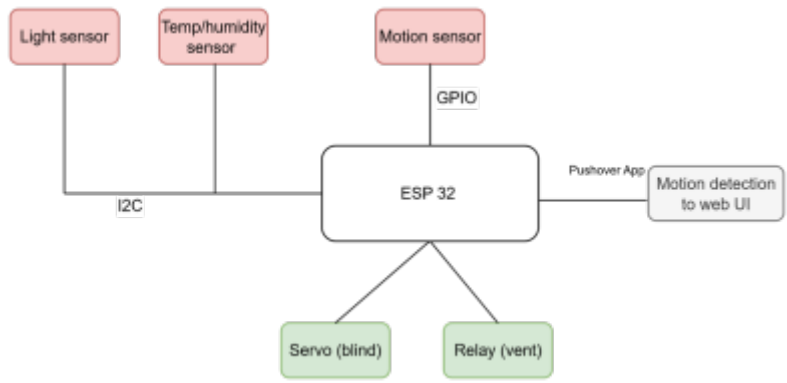 Light sensor
Temp/humidity
sensor
Motion sensor
GPIO
Pushover App
Motion detection
to web UI
ESP 32
I2C
Servo (blind)
Relay (vent)